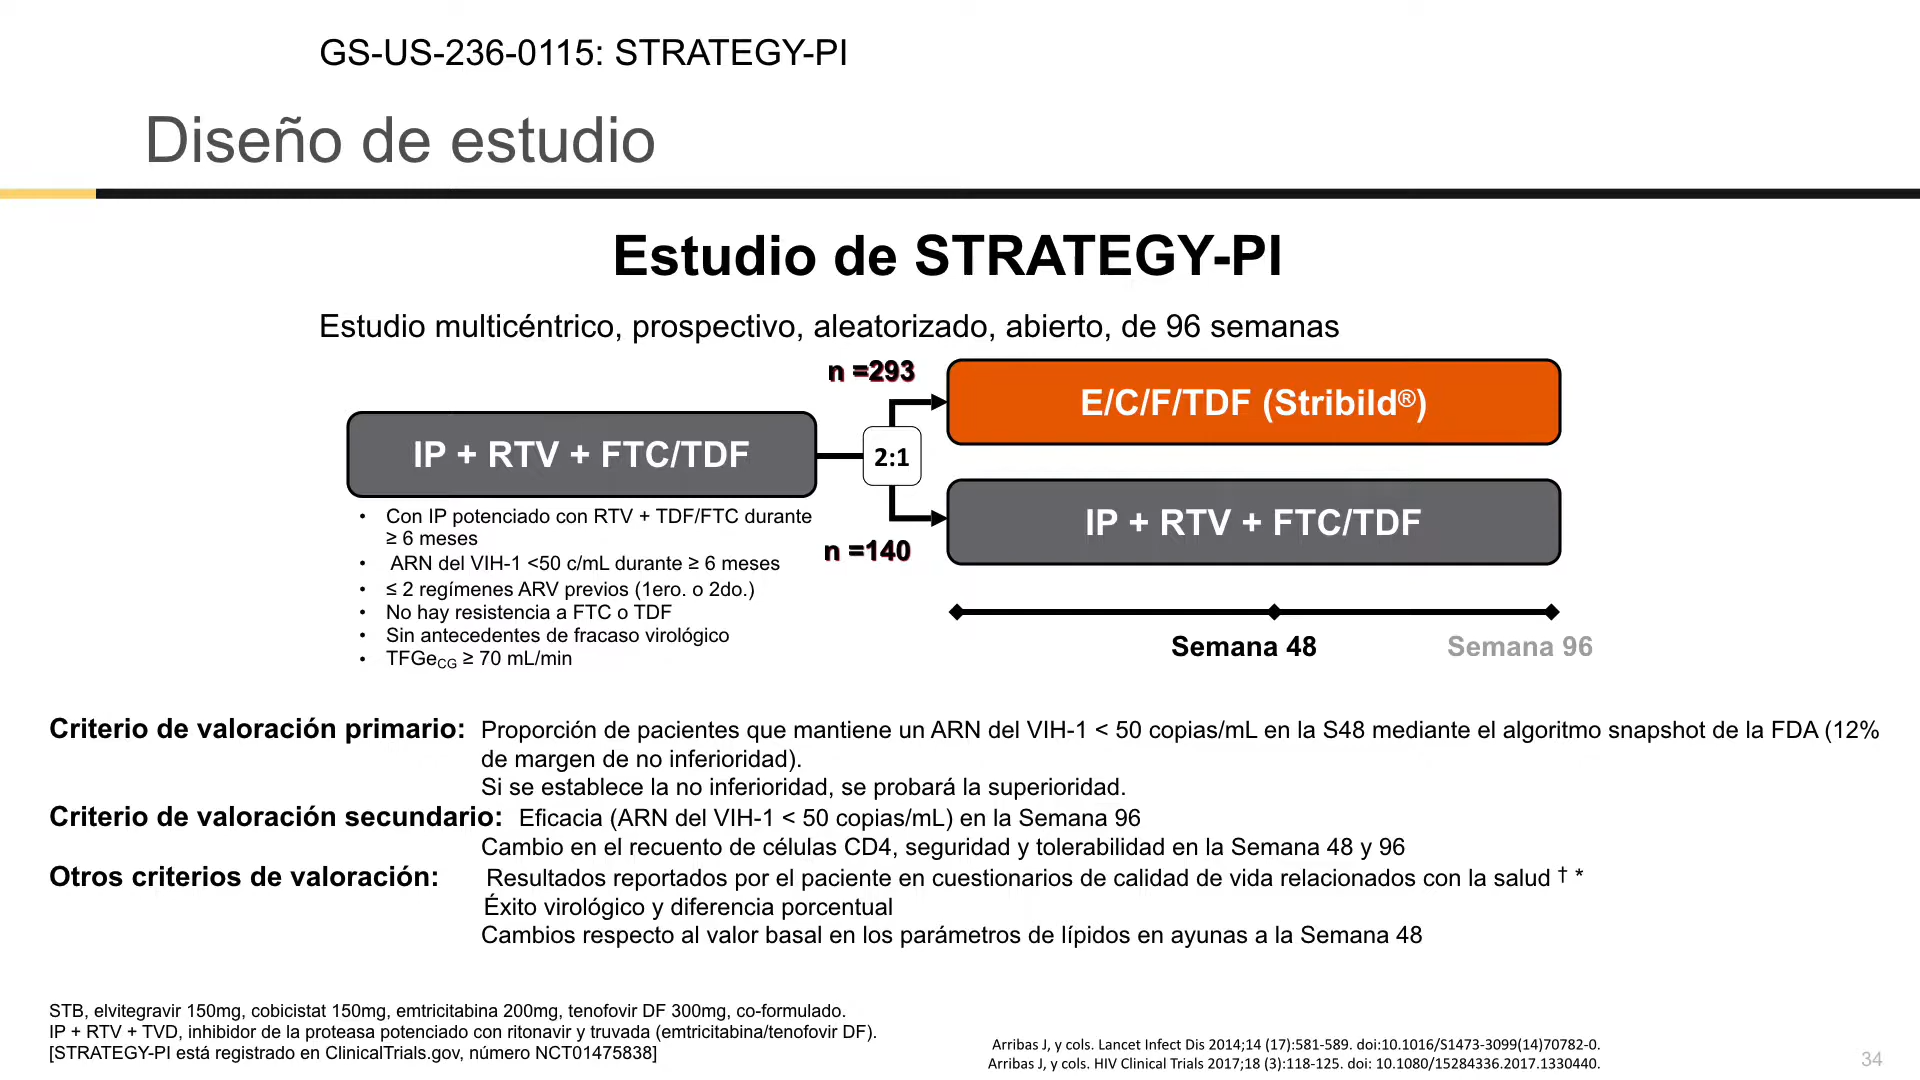 GS-US-236-0115: STRATEGY-PI
Diseño de estudio
Estudio de STRATEGY-PI
Estudio multicéntrico, prospectivo, aleatorizado, abierto, de 96 semanas
n =293
E/C/F/TDF (Stribild®)
IP + RTV + FTC/TDF
2:1
IP + RTV + FTC/TDF
n =140
• Con IP potenciado con RTV + TDF/FTC durante
≥ 6 meses
• ARN del VIH-1 <50 c/mL durante ≥ 6 meses
• ≤ 2 regímenes ARV previos (1ero. o 2do.)
• No hay resistencia a FTC o TDF
• Sin antecedentes de fracaso virológico
• TFGeCG ≥ 70 mL/min
Semana 48
Semana 96
Criterio de valoración primario: Proporción de pacientes que mantiene un ARN del VIH-1 < 50 copias/mL en la S48 mediante el algoritmo snapshot de la FDA (12%
de margen de no inferioridad).
Si se establece la no inferioridad, se probará la superioridad.
Criterio de valoración secundario: Eficacia (ARN del VIH-1 < 50 copias/mL) en la Semana 96
Cambio en el recuento de células CD4, seguridad y tolerabilidad en la Semana 48 y 96
Otros criterios de valoración: Resultados reportados por el paciente en cuestionarios de calidad de vida relacionados con la salud † *
Éxito virológico y diferencia porcentual
Cambios respecto al valor basal en los parámetros de lípidos en ayunas a la Semana 48
STB, elvitegravir 150mg, cobicistat 150mg, emtricitabina 200mg, tenofovir DF 300mg, co-formulado.
IP + RTV + TVD, inhibidor de la proteasa potenciado con ritonavir y truvada (emtricitabina/tenofovir DF).
[STRATEGY-PI está registrado en ClinicalTrials.gov, número NCT01475838]
Arribas J, y cols. Lancet Infect Dis 2014;14 (17):581-589. doi:10.1016/S1473-3099(14)70782-0.
Arribas J, y cols. HIV Clinical Trials 2017;18 (3):118-125. doi: 10.1080/15284336.2017.1330440.
34